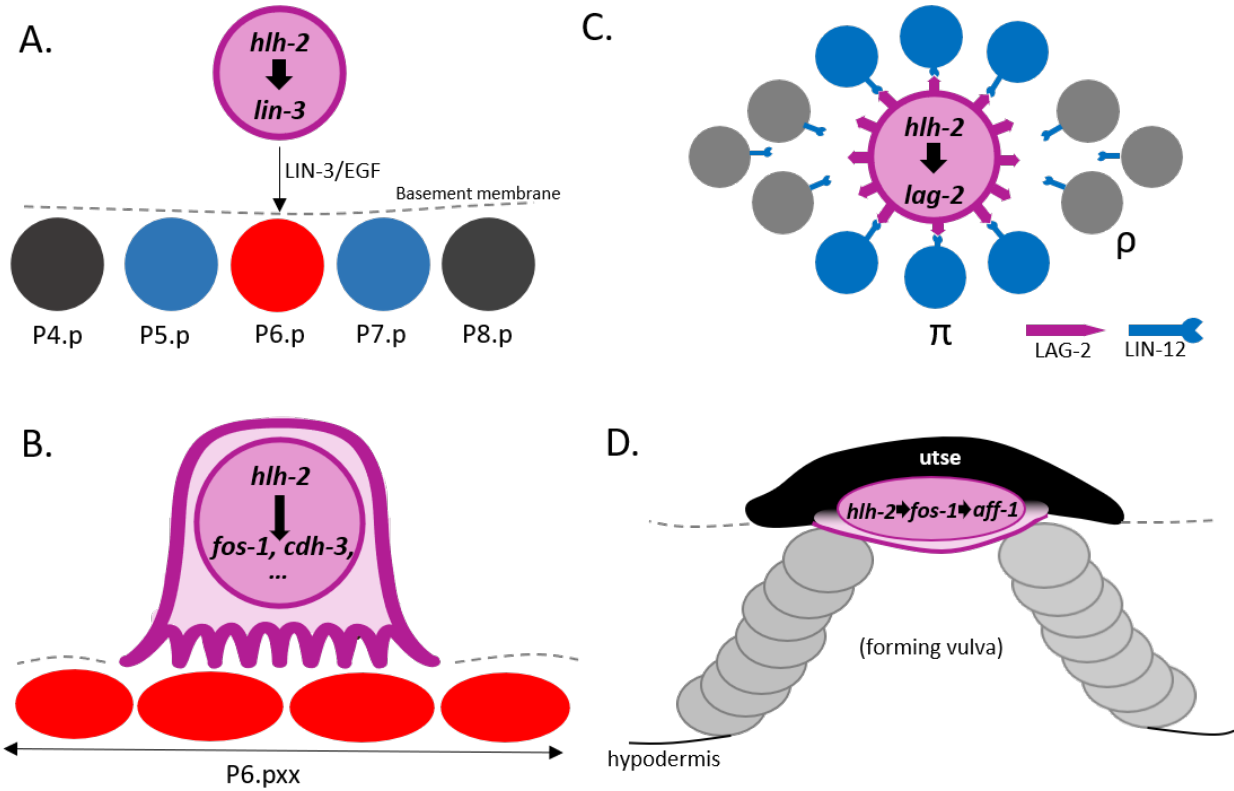 A.
hlh-2
lin-3
LIN-3/EGF
Basement membrane
P4.p
P5.p
P6.p
P7.p
P8.p
B.
hlh-2
fos-1, cdh-3,
...
P6.pxx
C.
hlh-2
lag-2
ρ
π
LAG-2
LIN-12
D.
utse
hlh-2 fos-1 aff-1
(forming vulva)
hypodermis